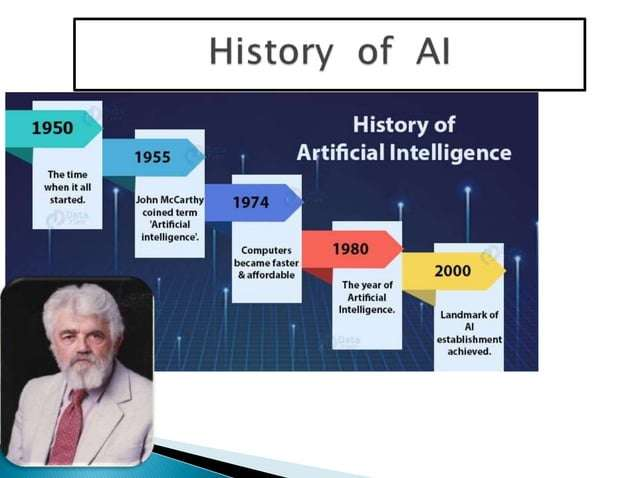 History of AI
History of
Artificial Intelligence
1950
The time
when it all
started.
1955
John McCarthy
coined term
'Artificial
intelligence'.
1974
Computers
became faster
& affordable
1980
The year of
Artificial
Intelligence.
2000
Landmark of
AI
establishment
achieved.
Data